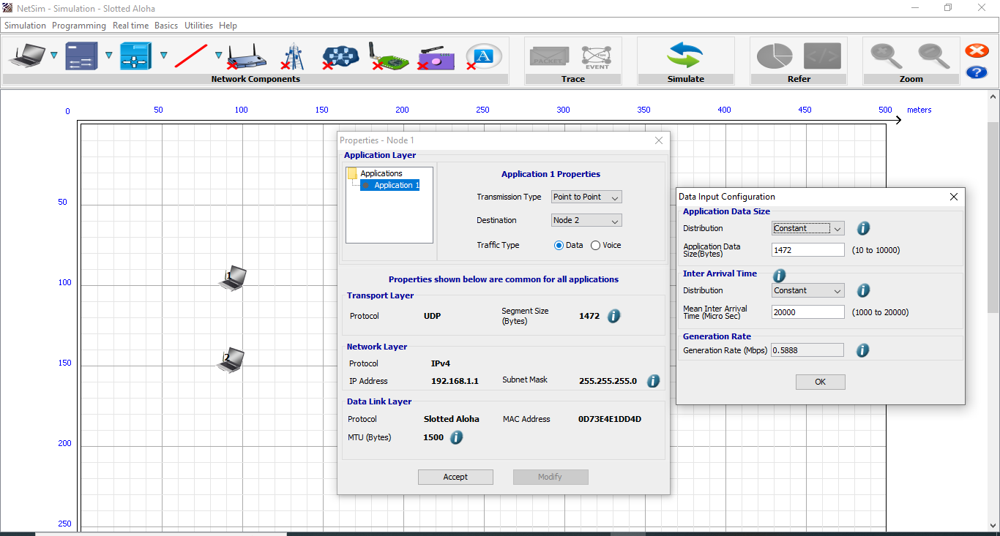 NetSim - Simulation - Slotted Aloha
Simulation Programming Real time Basics Utilities Help
A
PACKET
EVENT
Network Components Trace Simulate Refer Zoom
0 50 100 150 200 250 300 350 400 450 500 meters
50
100
150
200
250
1
2
Properties - Node 1
Application Layer
Applications
Application 1
Application 1 Properties
Transmission Type Point to Point
Destination Node 2
Traffic Type Data Voice
Properties shown below are common for all applications
Transport Layer
Protocol UDP Segment Size
(Bytes) 1472
Network Layer
Protocol IPv4
IP Address 192.168.1.1 Subnet Mask 255.255.255.0
Data Link Layer
Protocol Slotted Aloha MAC Address 0D73E4E1DD4D
MTU (Bytes) 1500
Accept Modify
Data Input Configuration
Application Data Size
Distribution Constant
Application Data
Size(Bytes) 1472 (10 to 10000)
Inter Arrival Time
Distribution Constant
Mean Inter Arrival
Time (Micro Sec) 20000 (1000 to 20000)
Generation Rate
Generation Rate (Mbps) 0.5888
OK